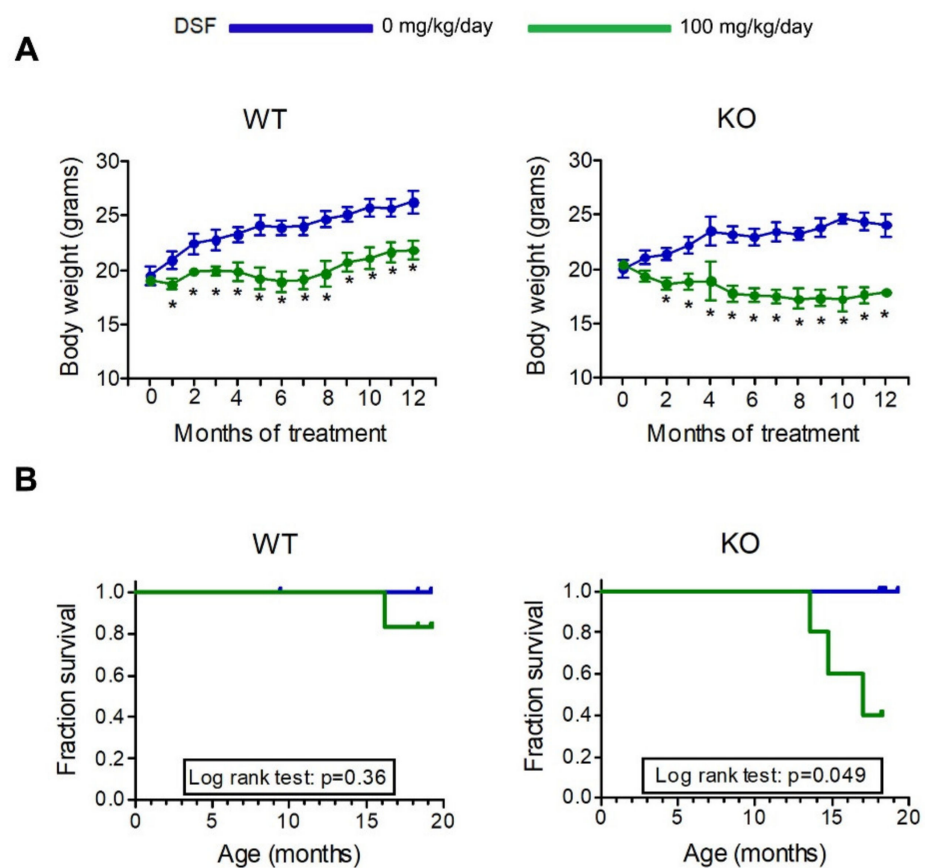 DSF 0 mg/kg/day 100 mg/kg/day
A
WT
KO
Body weight (grams)
30
25
20
15
10
0 2 4 6 8 10 12
Months of treatment
* * * * * * * * * * * *
Body weight (grams)
30
25
20
15
10
0 2 4 6 8 10 12
Months of treatment
* * * * * * * * * * *
B
WT
KO
Fraction survival
1.0
0.8
0.6
0.4
0.2
0.0
Log rank test: p=0.36
0 5 10 15 20
Age (months)
Fraction survival
1.0
0.8
0.6
0.4
0.2
0.0
Log rank test: p=0.049
0 5 10 15 20
Age (months)